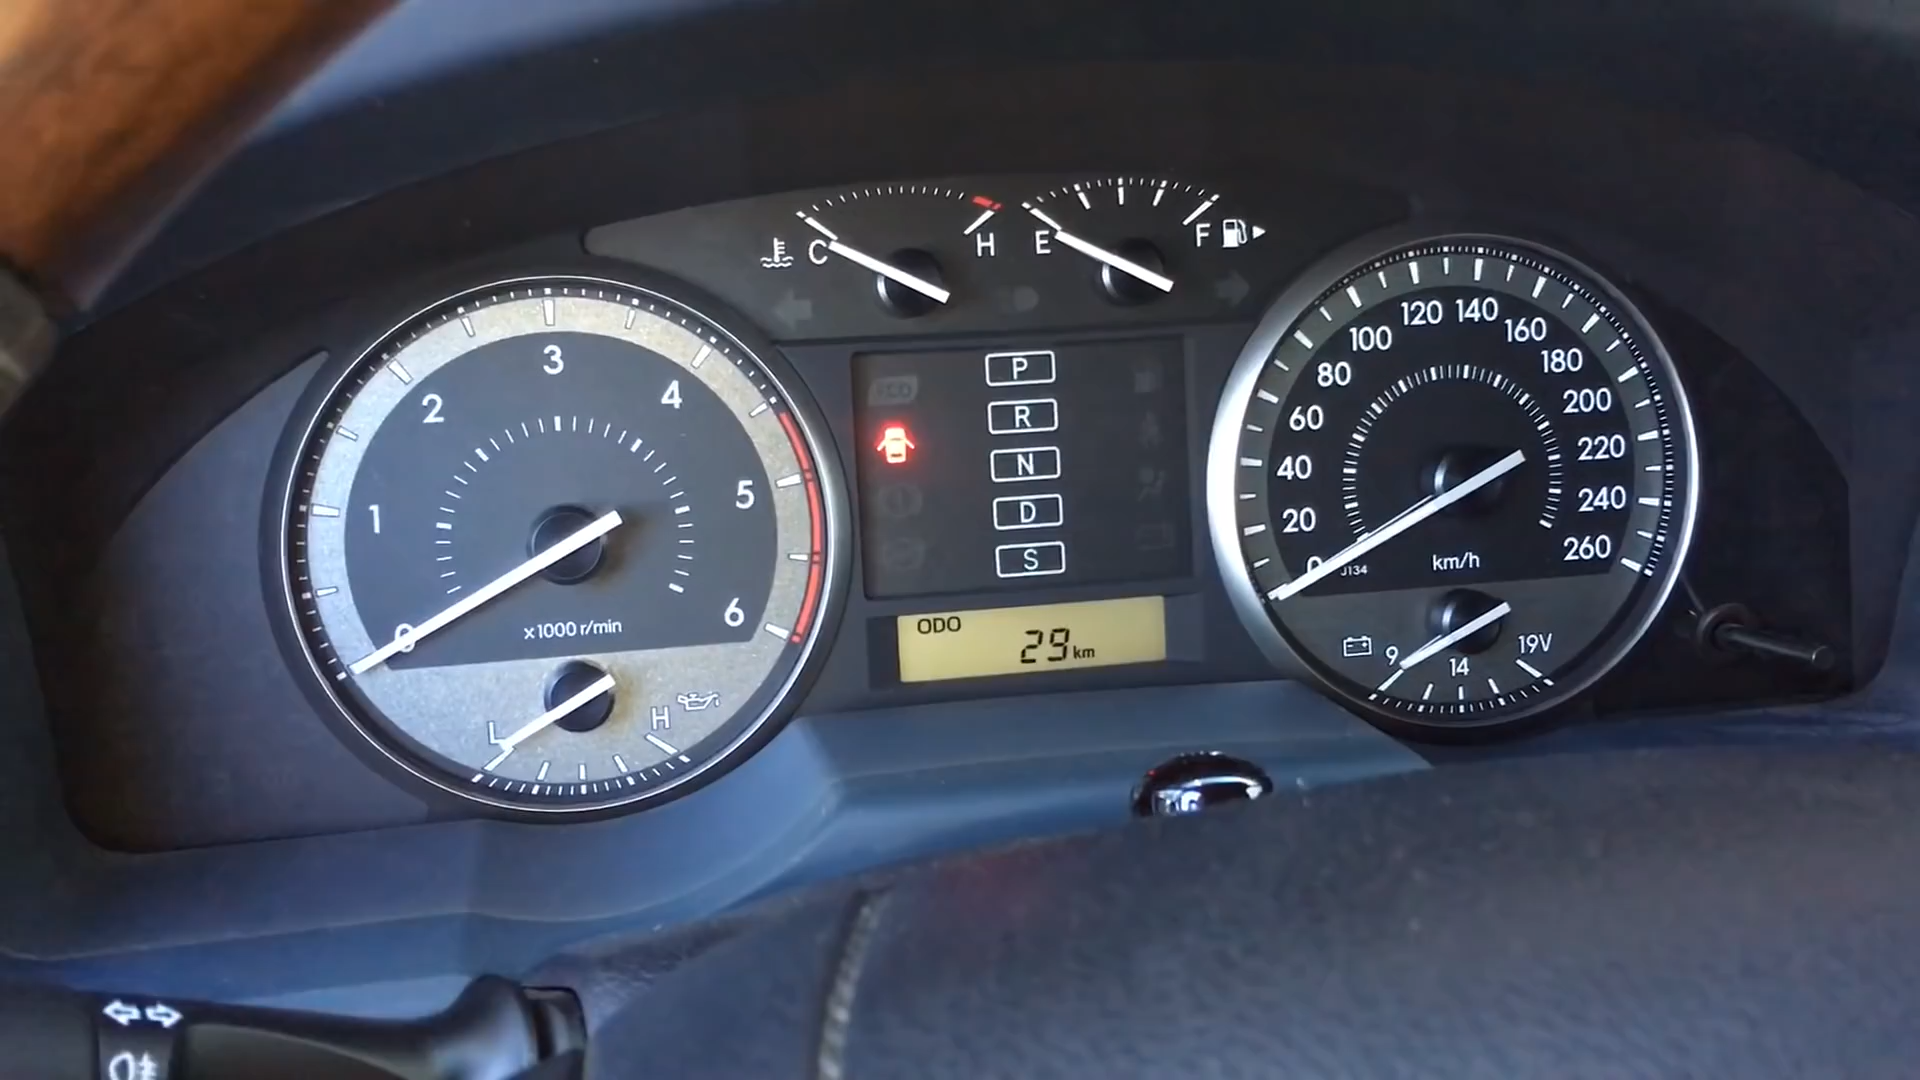 C H E F
3
2 4
1 5
0 6
x1000 r/min
L H
P
R
N
D
S
ODO
29 km
120 140
100 160
80 180
60 200
40 220
20 240
0 260
J134
km/h
9 14 19V